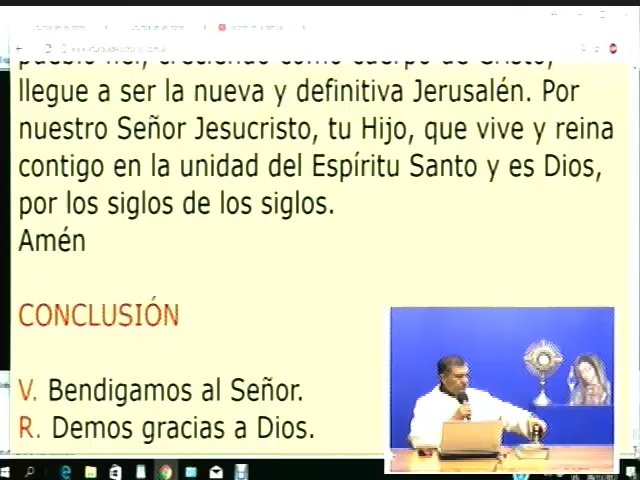 llegue a ser la nueva y definitiva Jerusalén. Por
nuestro Señor Jesucristo, tu Hijo, que vive y reina
contigo en la unidad del Espíritu Santo y es Dios,
por los siglos de los siglos.
Amén
CONCLUSIÓN
V. Bendigamos al Señor.
R. Demos gracias a Dios.